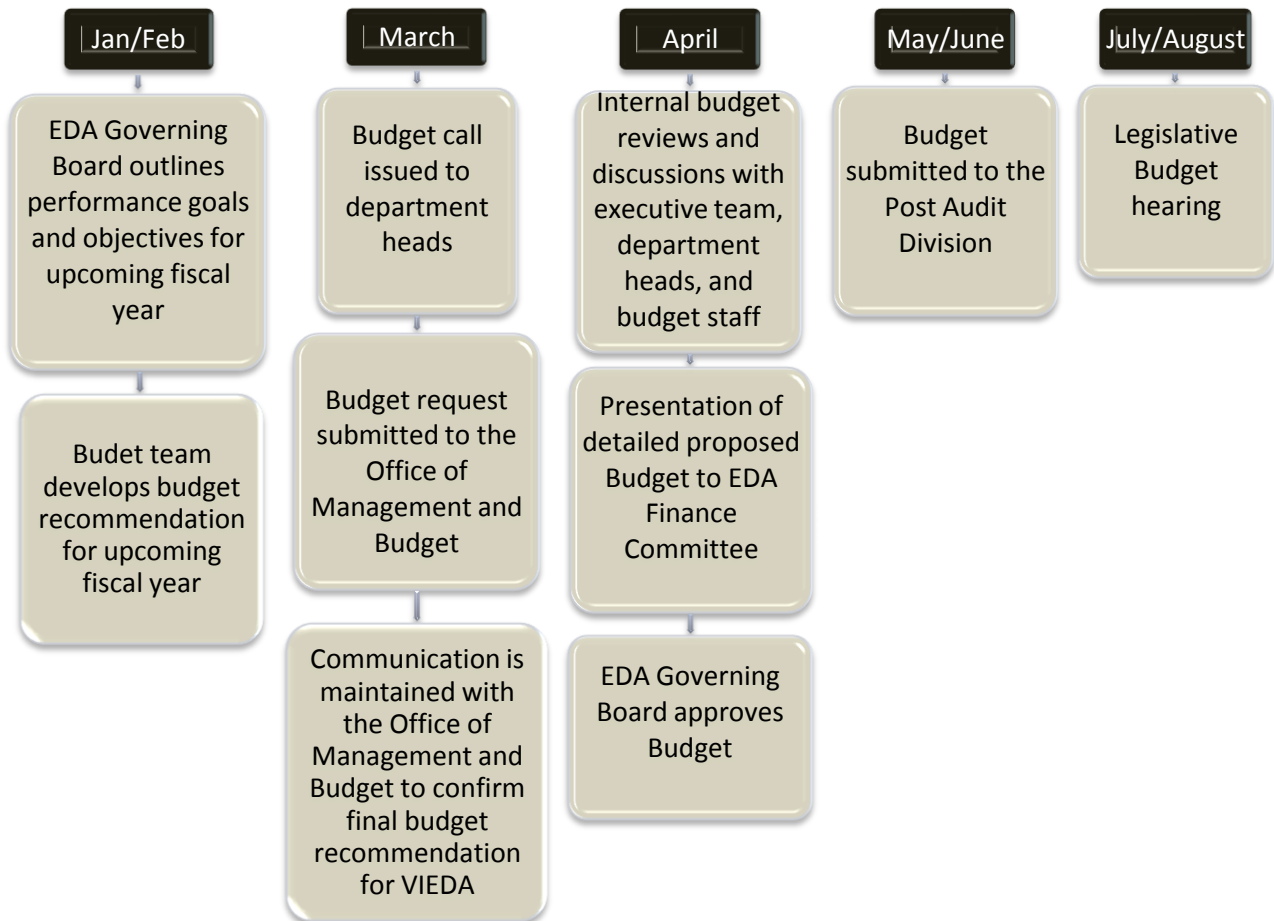 Jan/Feb
EDA Governing
Board outlines
performance goals
and objectives for
upcoming fiscal
year
Budet team
develops budget
recommendation
for upcoming
fiscal year
March
Budget call
issued to
department
heads
Budget request
submitted to the
Office of
Management and
Budget
Communication is
maintained with
the Office of
Management and
Budget to confirm
final budget
recommendation
for VIEDA
April
Internal budget
reviews and
discussions with
executive team,
department
heads, and
budget staff
Presentation of
detailed proposed
Budget to EDA
Finance
Committee
EDA Governing
Board approves
Budget
May/June
Budget
submitted to the
Post Audit
Division
July/August
Legislative
Budget
hearing